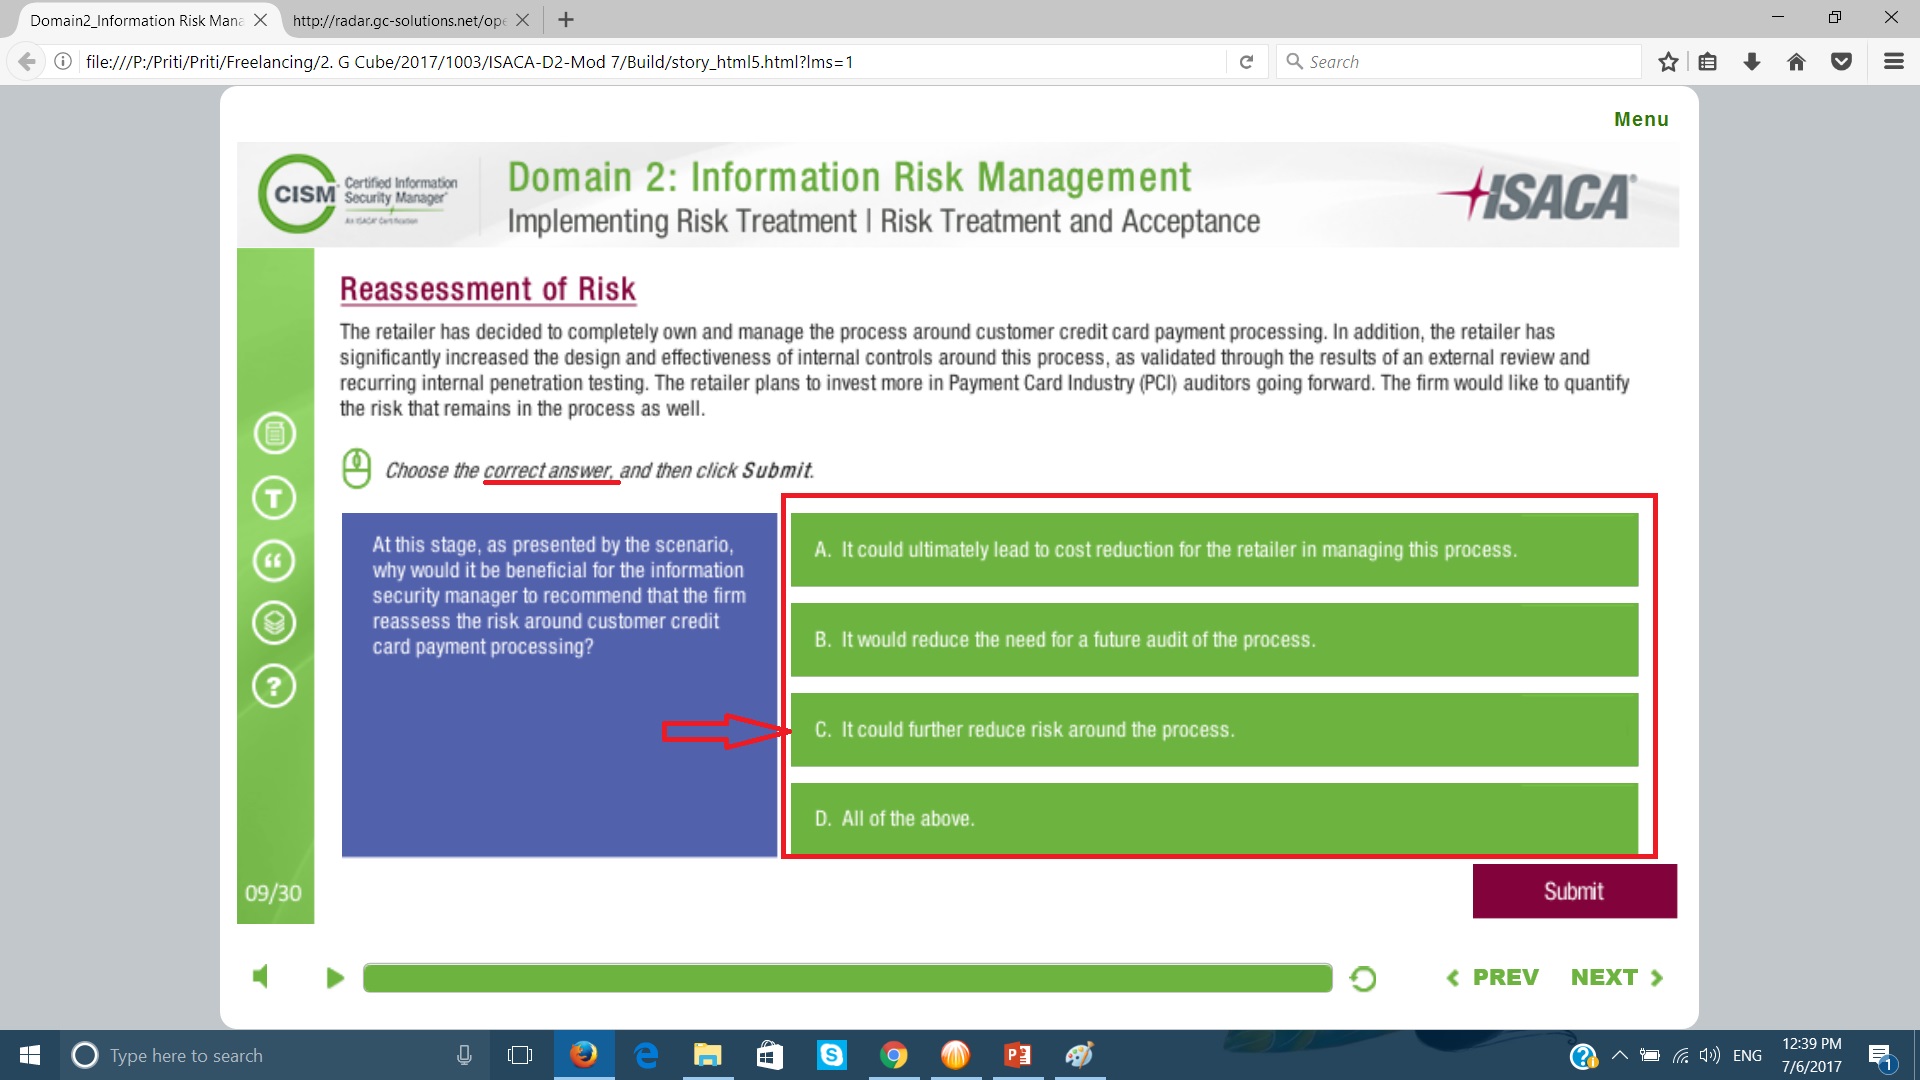 Domain2_Information Risk Mana
http://radar.gc-solutions.net/ope
file:///P:/Priti/Priti/Freelancing/2. G Cube/2017/1003/ISACA-D2-Mod 7/Build/story_html5.html?lms=1
Search
Menu
CISM
Certified Information
Security Manager®
An ISACA® Certification
Domain 2: Information Risk Management
Implementing Risk Treatment | Risk Treatment and Acceptance
ISACA®
Reassessment of Risk
The retailer has decided to completely own and manage the process around customer credit card payment processing. In addition, the retailer has
significantly increased the design and effectiveness of internal controls around this process, as validated through the results of an external review and
recurring internal penetration testing. The retailer plans to invest more in Payment Card Industry (PCI) auditors going forward. The firm would like to quantify
the risk that remains in the process as well.
Choose the correct answer, and then click Submit.
At this stage, as presented by the scenario,
why would it be beneficial for the information
security manager to recommend that the firm
reassess the risk around customer credit
card payment processing?
A. It could ultimately lead to cost reduction for the retailer in managing this process.
B. It would reduce the need for a future audit of the process.
C. It could further reduce risk around the process.
D. All of the above.
T
?
09/30
Submit
PREV
NEXT
Type here to search
ENG
12:39 PM
7/6/2017
1